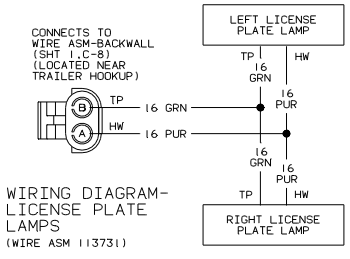 LEFT LICENSE
PLATE LAMP
CONNECTS TO
WIRE ASM-BACKWALL
(SHT 1,C-8)
(LOCATED NEAR
TRAILER HOOKUP)
TP
HW
16
GRN
16
PUR
B
TP
16 GRN
A
HW
16 PUR
16
GRN
16
PUR
TP
HW
WIRING DIAGRAM-
LICENSE PLATE
LAMPS
(WIRE ASM 113731)
RIGHT LICENSE
PLATE LAMP